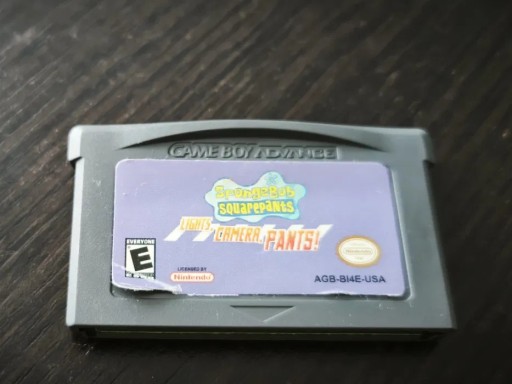 GAME BOY ADVANCE
SpongeBob
SQUAREPANTS
LIGHTS,
CAMERA,
PANTS!
EVERYONE
E
LICENSED BY
Nintendo
AGB-BI4E-USA